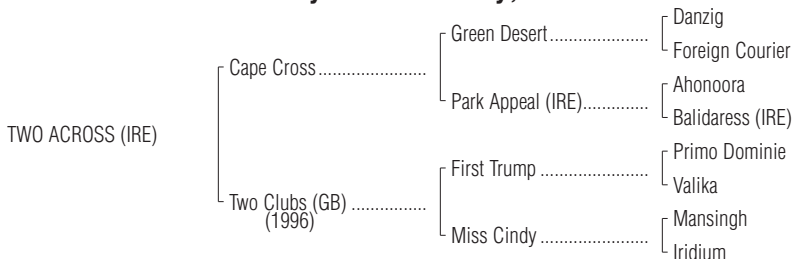 Danzig
Green Desert......................
Foreign Courier
Cape Cross.......................
Ahonoora
Park Appeal (IRE)..............
Balidaress (IRE)
TWO ACROSS (IRE)
Primo Dominie
First Trump .......................
Valika
Two Clubs (GB) ................
(1996)
Mansingh
Miss Cindy .......................
Iridium